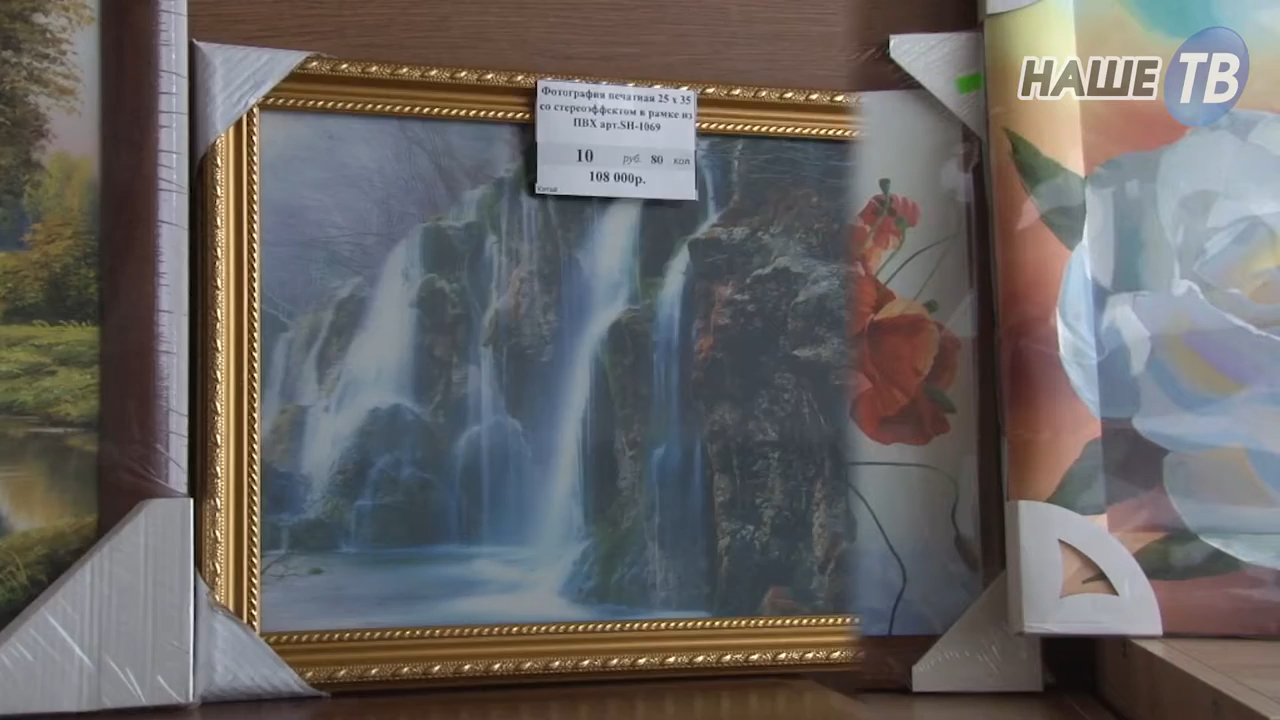 НАШЕ ТВ
Фотография печатная 25 х 35
со стереоэффектом в рамке из
ПВХ арт.SH-1069
10 руб. 80 коп
108 000р.
Китай